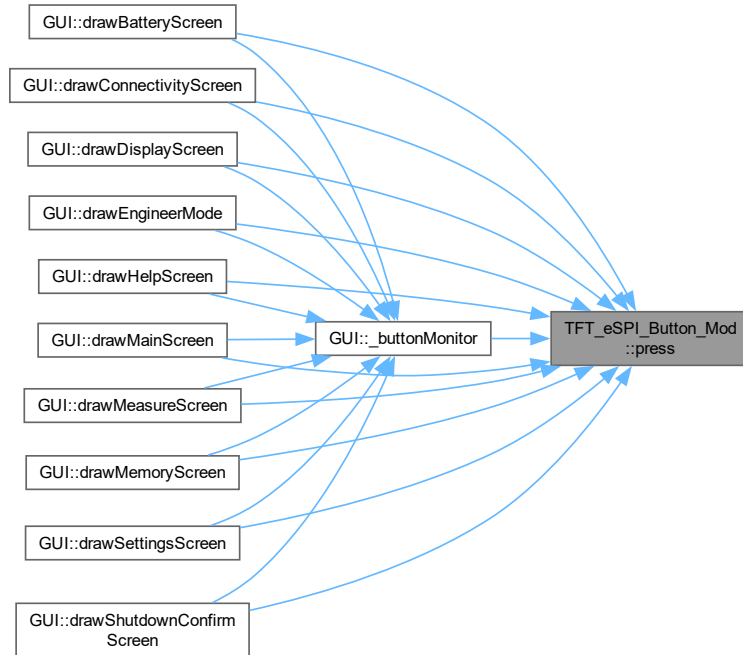 GUI::drawBatteryScreen
GUI::drawConnectivityScreen
GUI::drawDisplayScreen
GUI::drawEngineerMode
GUI::drawHelpScreen
GUI::drawMainScreen
GUI::drawMeasureScreen
GUI::drawMemoryScreen
GUI::drawSettingsScreen
GUI::drawShutdownConfirm
Screen
GUI::_buttonMonitor
TFT_eSPI_Button_Mod
::press